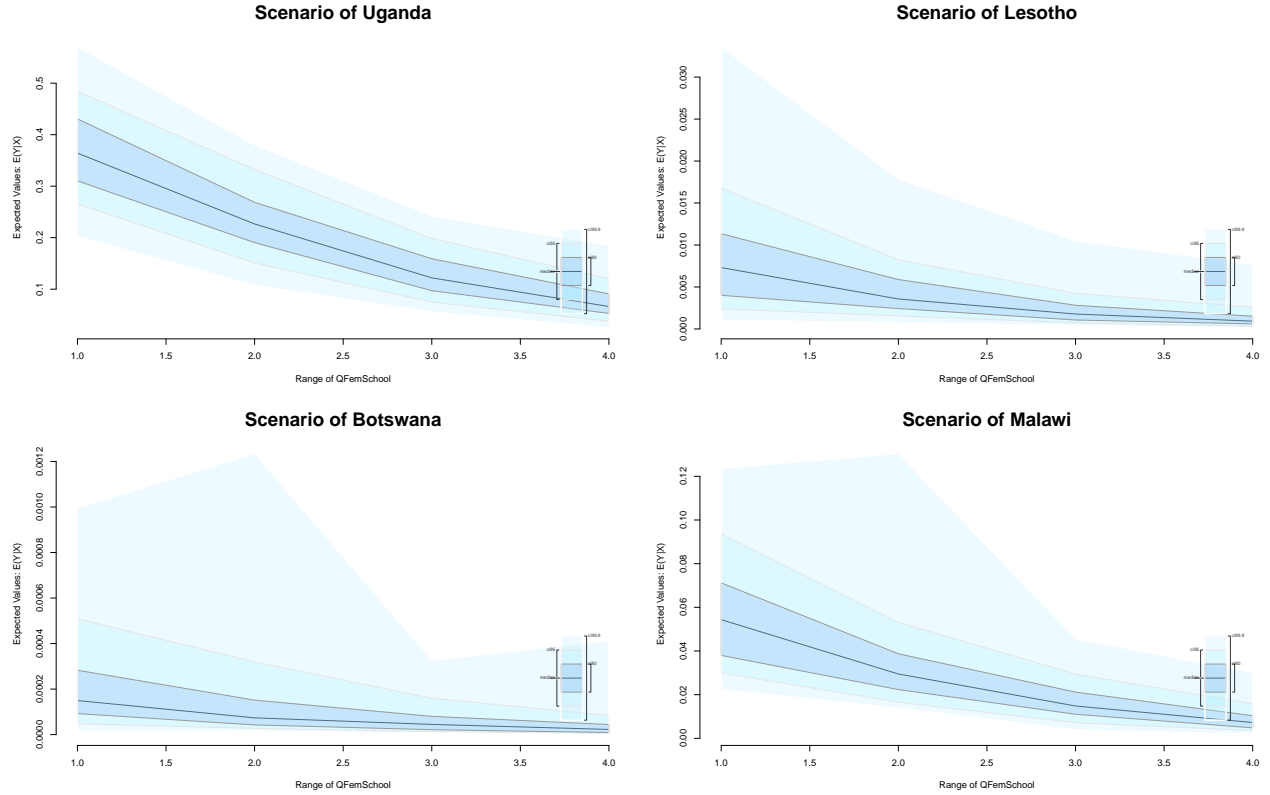 Scenario of Uganda
Expected Values: E(Y|X)
0.5
0.4
0.3
0.2
0.1
1.0 1.5 2.0 2.5 3.0 3.5 4.0
Range of QFemSchool
Scenario of Lesotho
Expected Values: E(Y|X)
0.030
0.025
0.020
0.015
0.010
0.005
0.000
1.0 1.5 2.0 2.5 3.0 3.5 4.0
Range of QFemSchool
Scenario of Botswana
Expected Values: E(Y|X)
0.0012
0.0010
0.0008
0.0006
0.0004
0.0002
0.0000
1.0 1.5 2.0 2.5 3.0 3.5 4.0
Range of QFemSchool
Scenario of Malawi
Expected Values: E(Y|X)
0.12
0.10
0.08
0.06
0.04
0.02
0.00
1.0 1.5 2.0 2.5 3.0 3.5 4.0
Range of QFemSchool